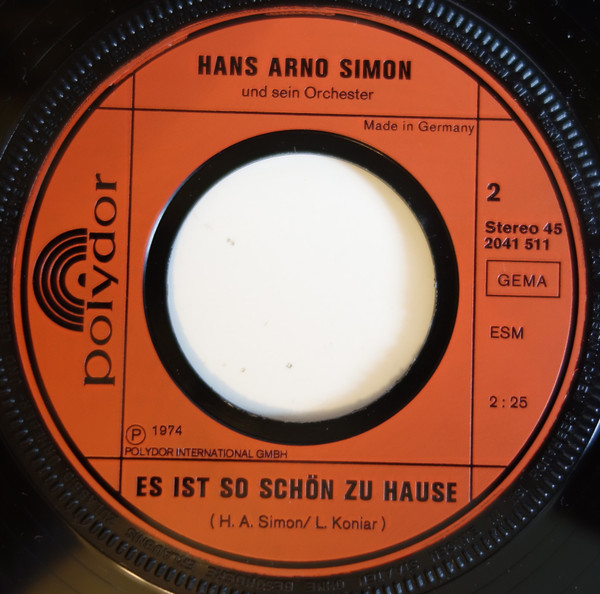 HANS ARNO SIMON
und sein Orchester
Made in Germany
polydor
2
Stereo 45
2041 511
GEMA
ESM
2:25
Ⓟ 1974
POLYDOR INTERNATIONAL GMBH
ES IST SO SCHÖN ZU HAUSE
( H. A. Simon/ L. Koniar )